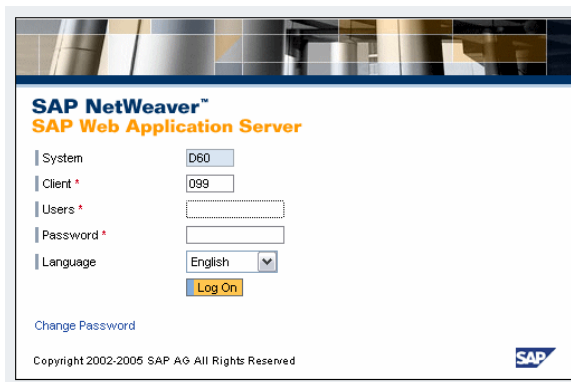 SAP NetWeaver™
SAP Web Application Server
System D60
Client * 099
Users *
Password *
Language English
Log On
Change Password
Copyright 2002-2005 SAP AG All Rights Reserved
SAP